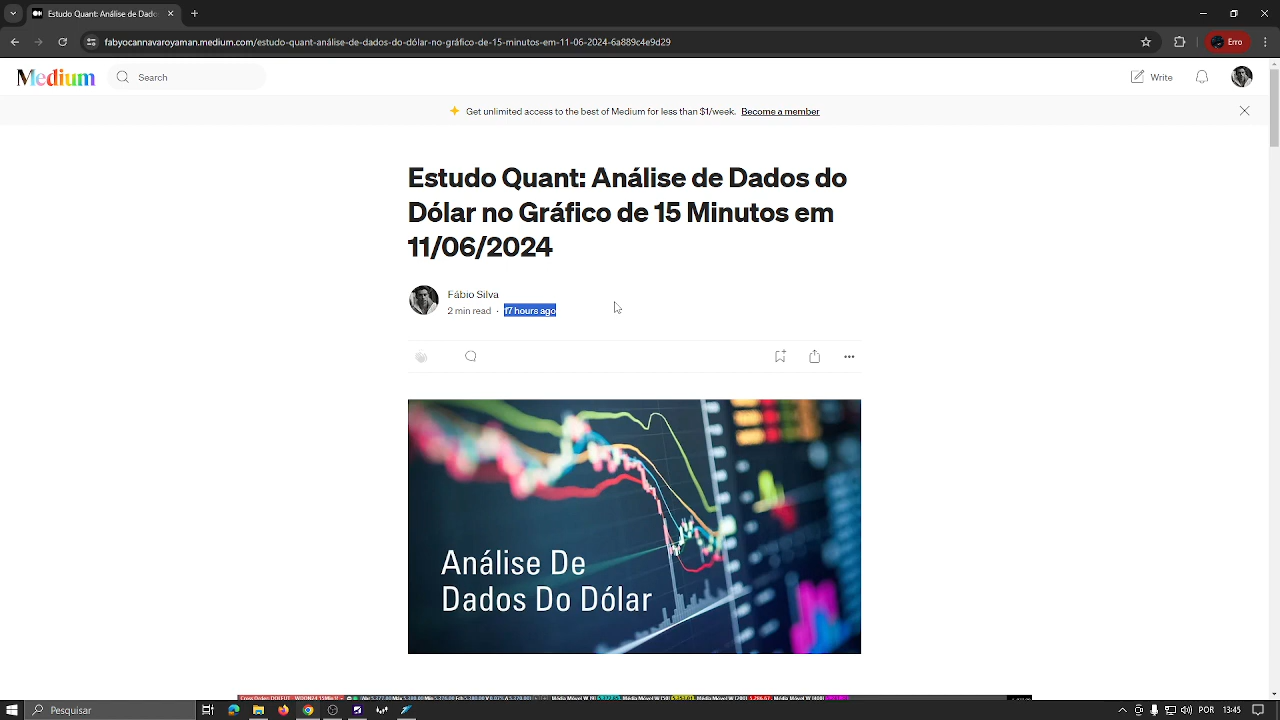 Estudo Quant: Análise de Dados do
fabyocannavaroyaman.medium.com/estudo-quant-análise-de-dados-do-dólar-no-gráfico-de-15-minutos-em-11-06-2024-6a889c4e9d29
Erro
Medium
Search
Write
Get unlimited access to the best of Medium for less than $1/week. Become a member
Estudo Quant: Análise de Dados do
Dólar no Gráfico de 15 Minutos em
11/06/2024
Fábio Silva
2 min read · 17 hours ago
Análise De
Dados Do Dólar
Pesquisar
POR
13:45